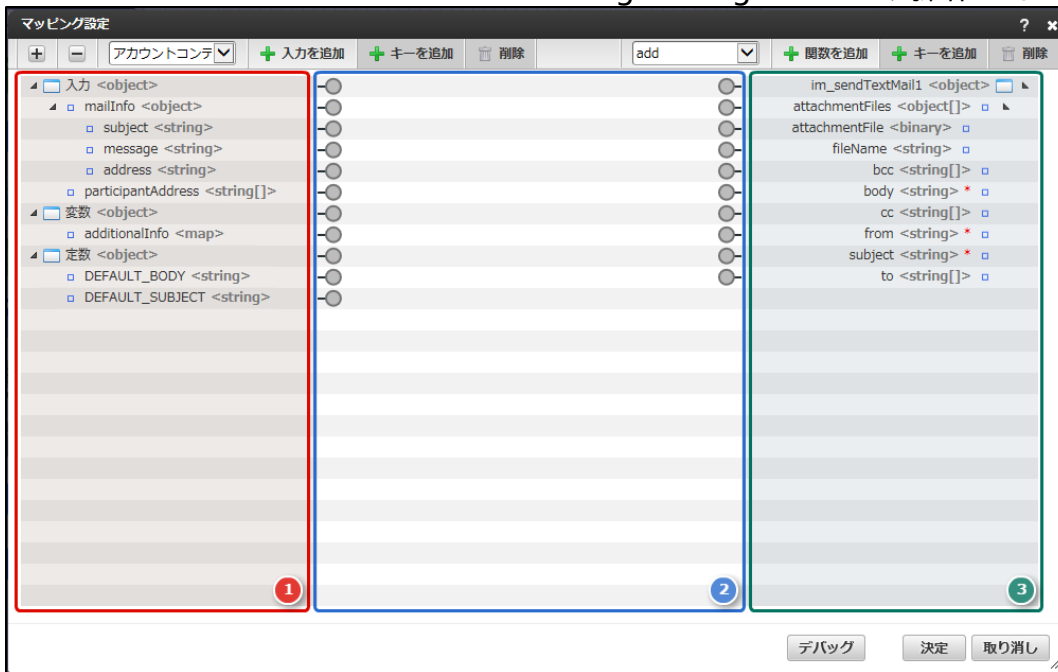 マッピング設定 ?
アカウントコンテ 入力を追加 キーを追加 削除 add 関数を追加 キーを追加 削除
入力 <object> im_sendTextMail1 <object>
mailInfo <object> attachmentFiles <object[]>
subject <string> attachmentFile <binary>
message <string> fileName <string>
address <string> bcc <string[]>
participantAddress <string[]> body <string> *
変数 <object> cc <string[]>
additionalInfo <map> from <string> *
定数 <object> subject <string> *
DEFAULT_BODY <string> to <string[]>
DEFAULT_SUBJECT <string>
1 2 3
デバッグ 決定 取り消し